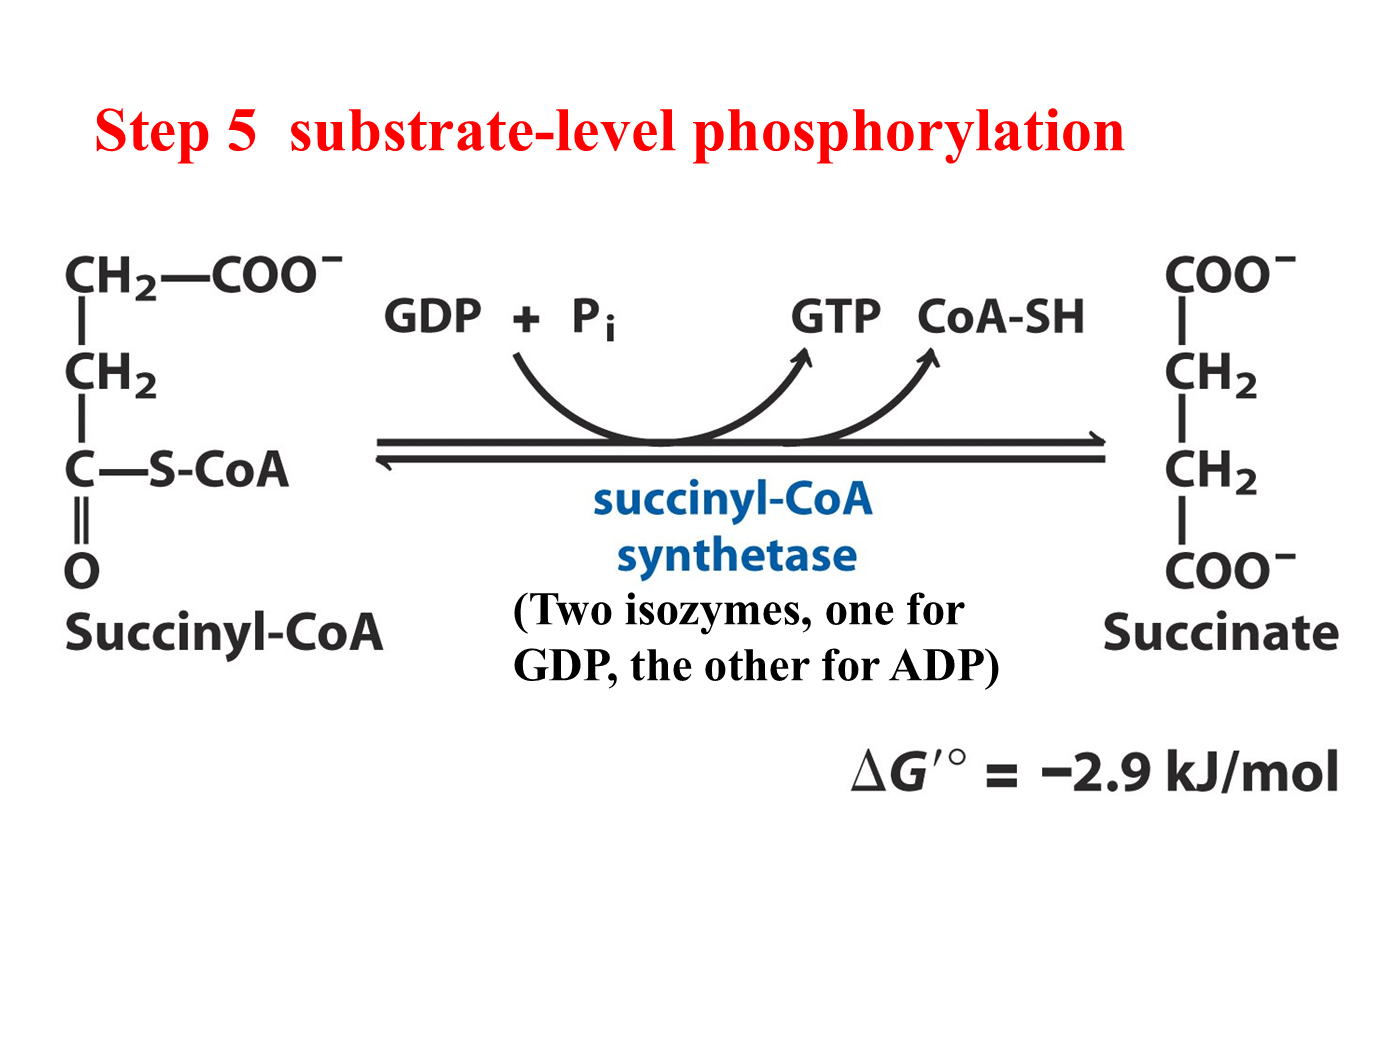 Step 5  substrate-level phosphorylation
CH₂—COO⁻
CH₂
C—S-CoA
O
Succinyl-CoA
GDP + Pᵢ
GTP CoA-SH
succinyl-CoA
synthetase
(Two isozymes, one for
GDP, the other for ADP)
COO⁻
CH₂
CH₂
COO⁻
Succinate
ΔG′° = −2.9 kJ/mol